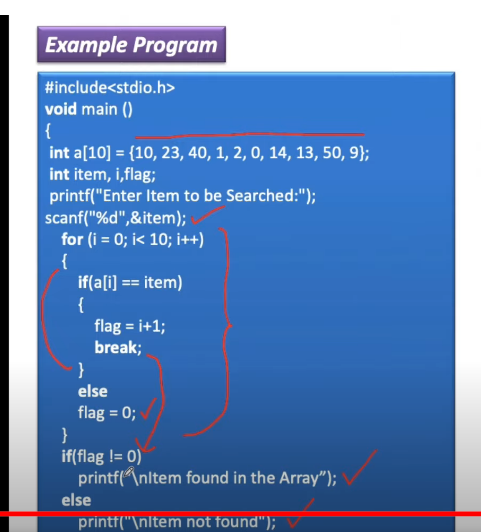 Example Program
#include<stdio.h>
void main ()
{
int a[10] = {10, 23, 40, 1, 2, 0, 14, 13, 50, 9};
int item, i,flag;
printf("Enter Item to be Searched:");
scanf("%d",&item);
for (i = 0; i< 10; i++)
{
if(a[i] == item)
{
flag = i+1;
break;
}
else
flag = 0;
}
if(flag != 0)
printf("\nItem found in the Array”);
else
printf("\nItem not found");